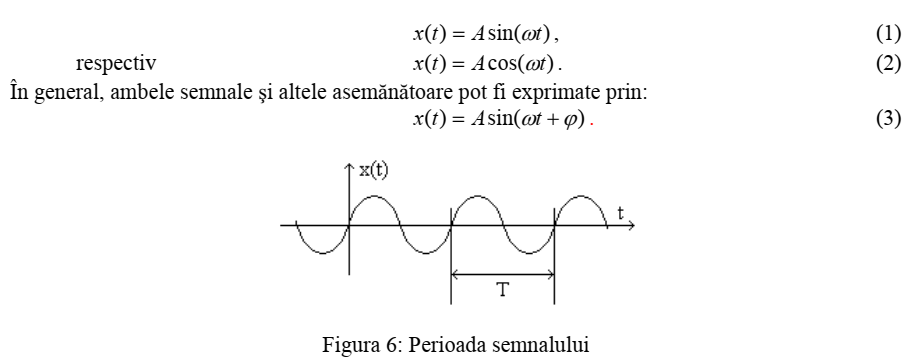 x(t) = A sin(ωt) , (1)
respectiv x(t) = A cos(ωt) . (2)
În general, ambele semnale şi altele asemănătoare pot fi exprimate prin:
x(t) = A sin(ωt + φ) . (3)
x(t)
t
T
Figura 6: Perioada semnalului